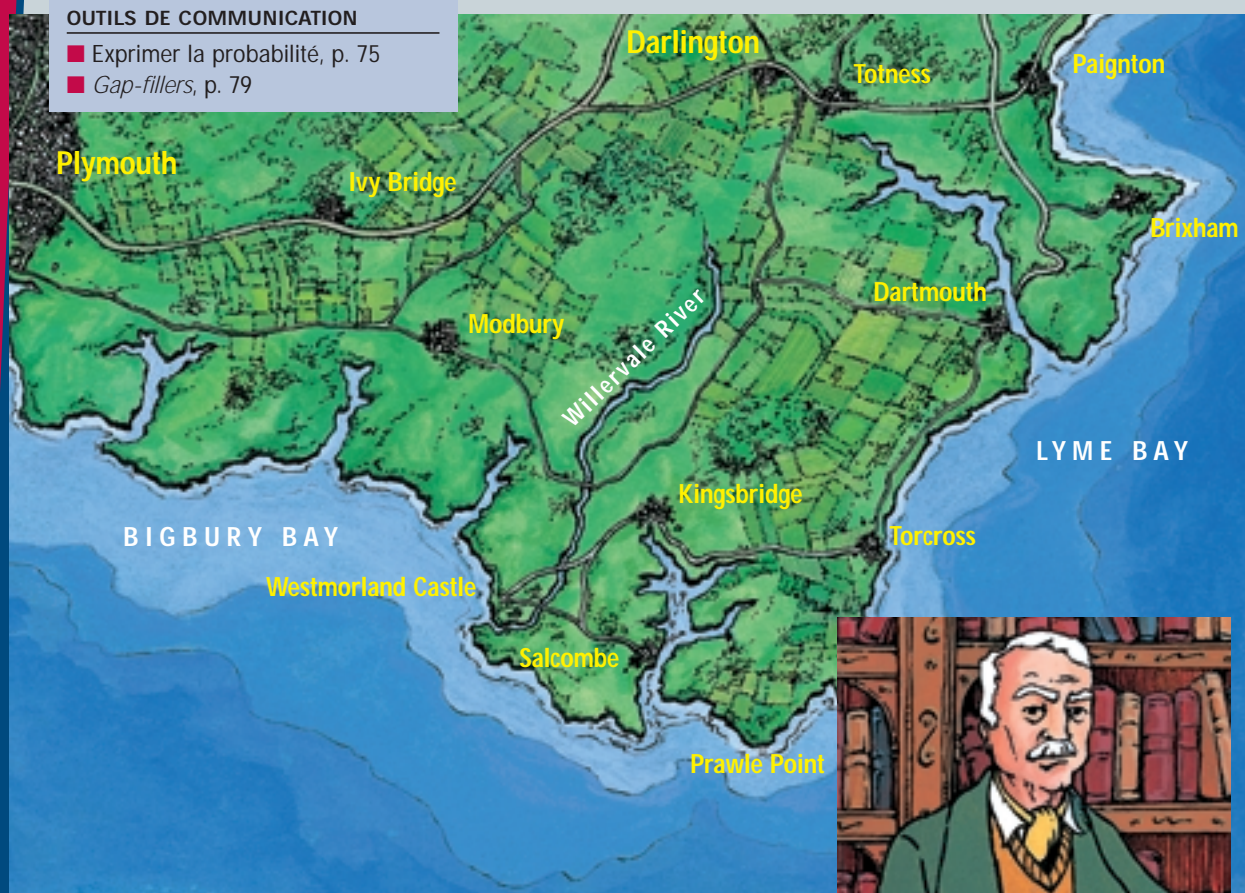 OUTILS DE COMMUNICATION
■ Exprimer la probabilité, p. 75
■ Gap-fillers, p. 79
Darlington
Totness
Paignton
Plymouth
Ivy Bridge
Brixham
Dartmouth
Modbury
Willervale River
LYME BAY
Kingsbridge
BIGBURY BAY
Torcross
Westmorland Castle
Salcombe
Prawle Point